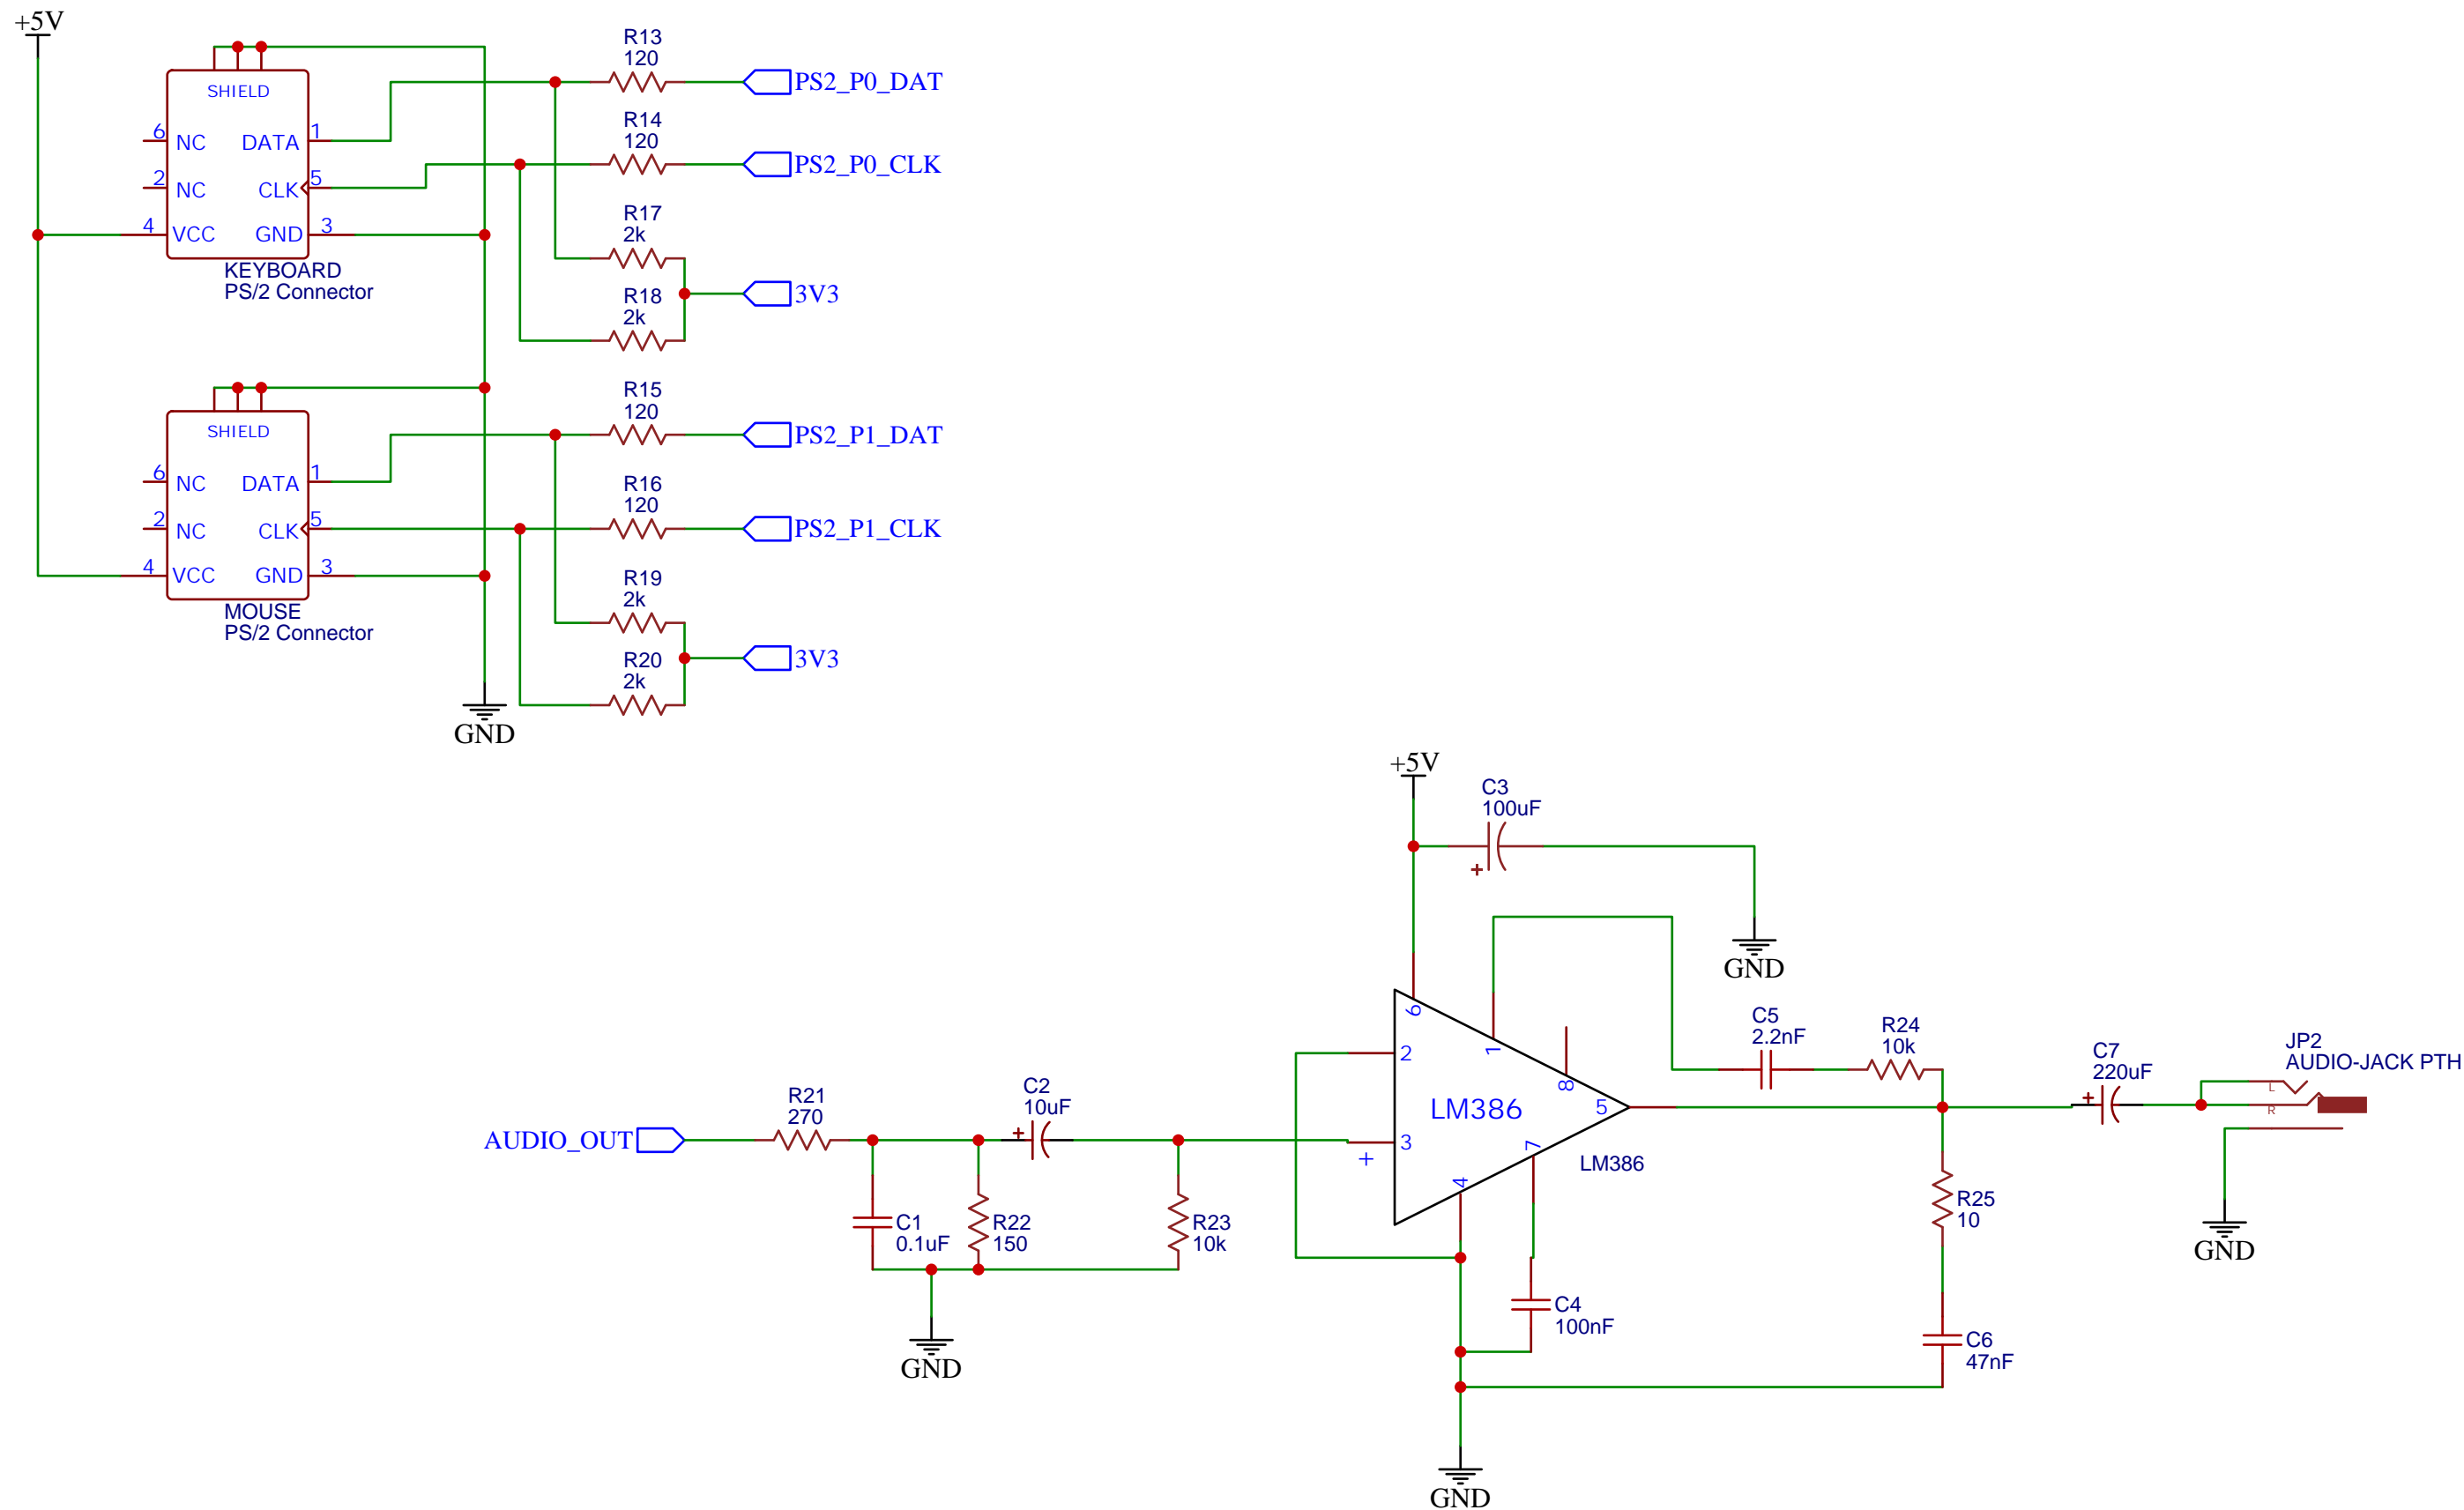 +5V
SHIELD
6 NC DATA 1
2 NC CLK 5
4 VCC GND 3
KEYBOARD
PS/2 Connector
R13
120
PS2_P0_DAT
R14
120
PS2_P0_CLK
R17
2k
3V3
R18
2k
SHIELD
6 NC DATA 1
2 NC CLK 5
4 VCC GND 3
MOUSE
PS/2 Connector
R15
120
PS2_P1_DAT
R16
120
PS2_P1_CLK
R19
2k
3V3
R20
2k
GND
+5V
C3
100uF
+
GND
AUDIO_OUT
R21
270
C1
0.1uF
R22
150
C2
10uF
+
R23
10k
GND
6
2
1
8
LM386
5
3
+
7
4
LM386
C4
100nF
C5
2.2nF
R24
10k
R25
10
C6
47nF
GND
C7
220uF
+
JP2
AUDIO-JACK PTH
L
R
GND